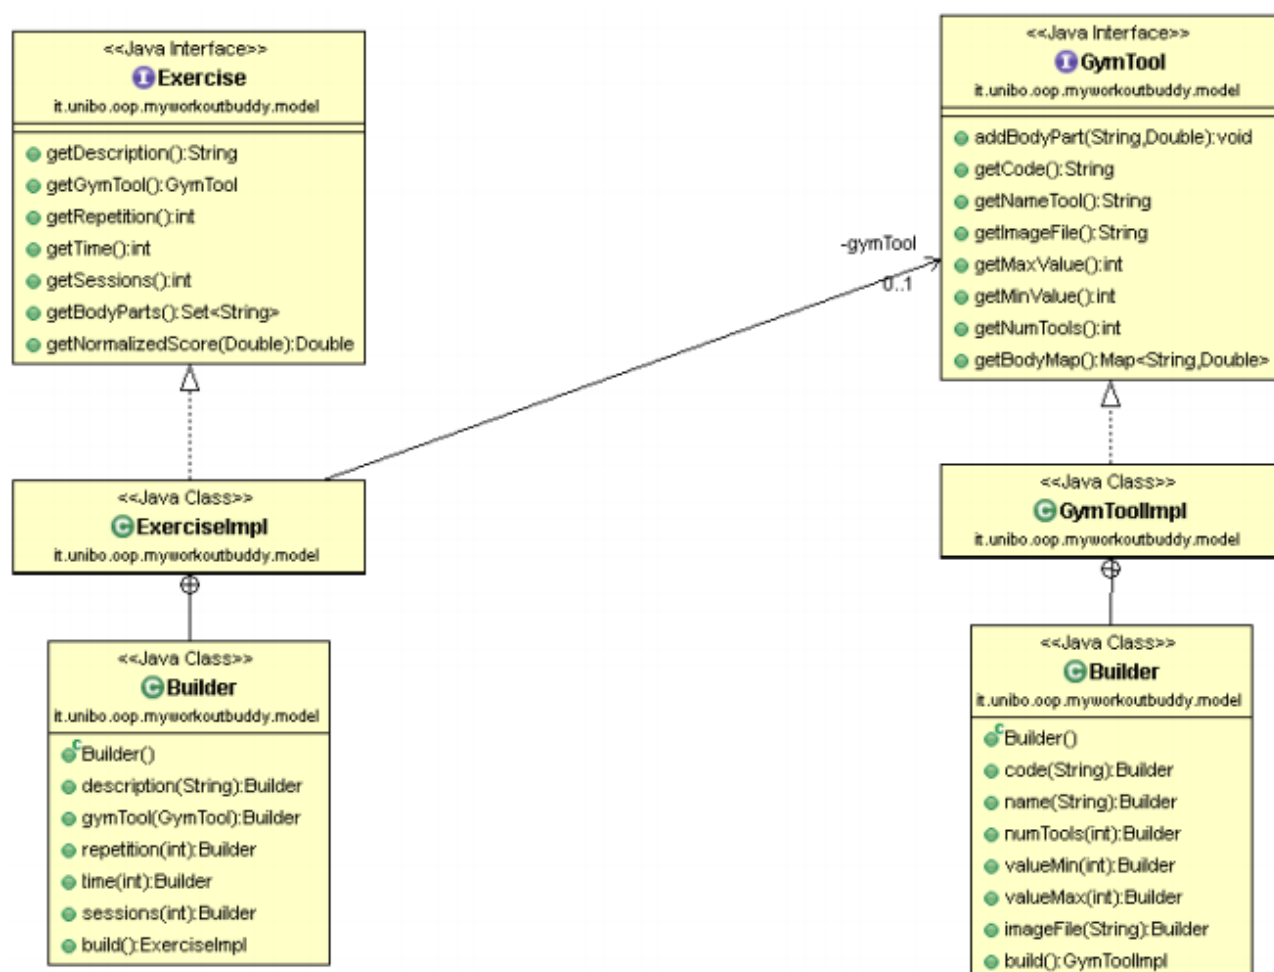 <<Java Interface>>
Exercise
it.unibo.oop.myworkoutbuddy.model
getDescription():String
getGymTool():GymTool
getRepetition():int
getTime():int
getSessions():int
getBodyParts():Set<String>
getNormalizedScore(Double):Double
<<Java Interface>>
GymTool
it.unibo.oop.myworkoutbuddy.model
addBodyPart(String,Double):void
getCode():String
getNameTool():String
getImageFile():String
getMaxValue():int
getMinValue():int
getNumTools():int
getBodyMap():Map<String,Double>
-gymTool
0..1
<<Java Class>>
ExerciseImpl
it.unibo.oop.myworkoutbuddy.model
<<Java Class>>
GymToolImpl
it.unibo.oop.myworkoutbuddy.model
<<Java Class>>
Builder
it.unibo.oop.myworkoutbuddy.model
Builder()
description(String):Builder
gymTool(GymTool):Builder
repetition(int):Builder
time(int):Builder
sessions(int):Builder
build():ExerciseImpl
<<Java Class>>
Builder
it.unibo.oop.myworkoutbuddy.model
Builder()
code(String):Builder
name(String):Builder
numTools(int):Builder
valueMin(int):Builder
valueMax(int):Builder
imageFile(String):Builder
build():GymToolImpl